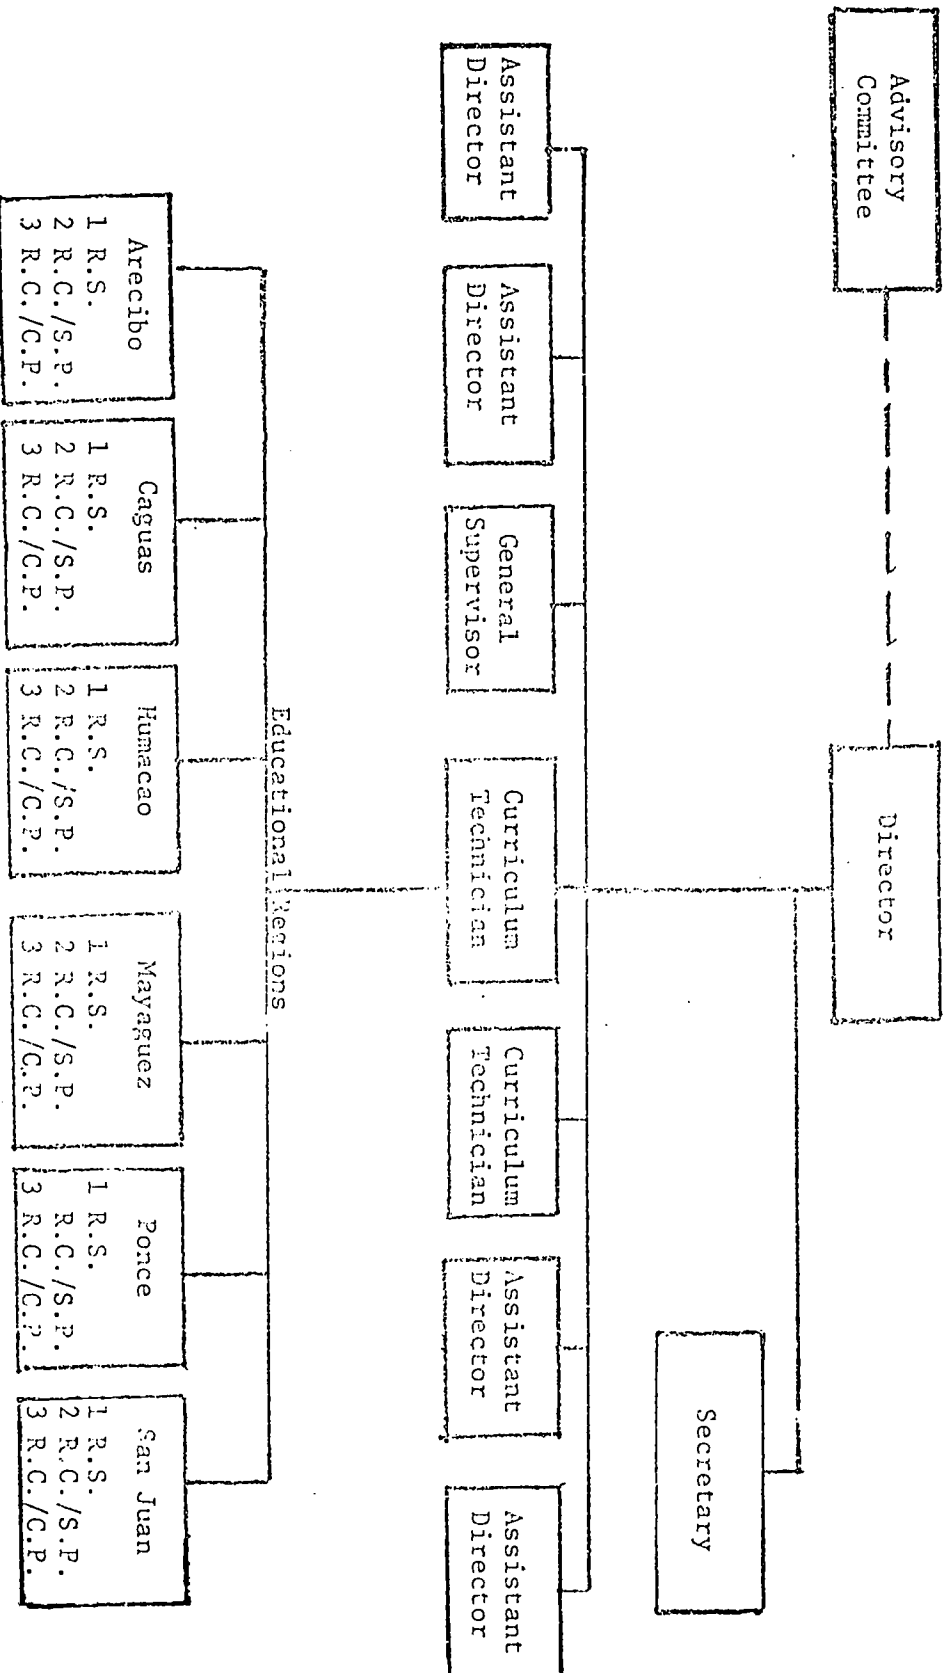 Advisory
Committee
Director
Secretary
Assistant
Director
Assistant
Director
General
Supervisor
Curriculum
Technician
Curriculum
Technician
Assistant
Director
Assistant
Director
Educational Regions
Arecibo
1 R.S.
2 R.C./S.P.
3 R.C./C.P.
Caguas
1 R.S.
2 R.C./S.P.
3 R.C./C.P.
Humacao
1 R.S.
2 R.C./S.P.
3 R.C./C.P.
Mayaguez
1 R.S.
2 R.C./S.P.
3 R.C./C.P.
Ponce
1 R.S.
R.C./S.P.
3 R.C./C.P.
San Juan
1 R.S.
2 R.C./S.P.
3 R.C./C.P.